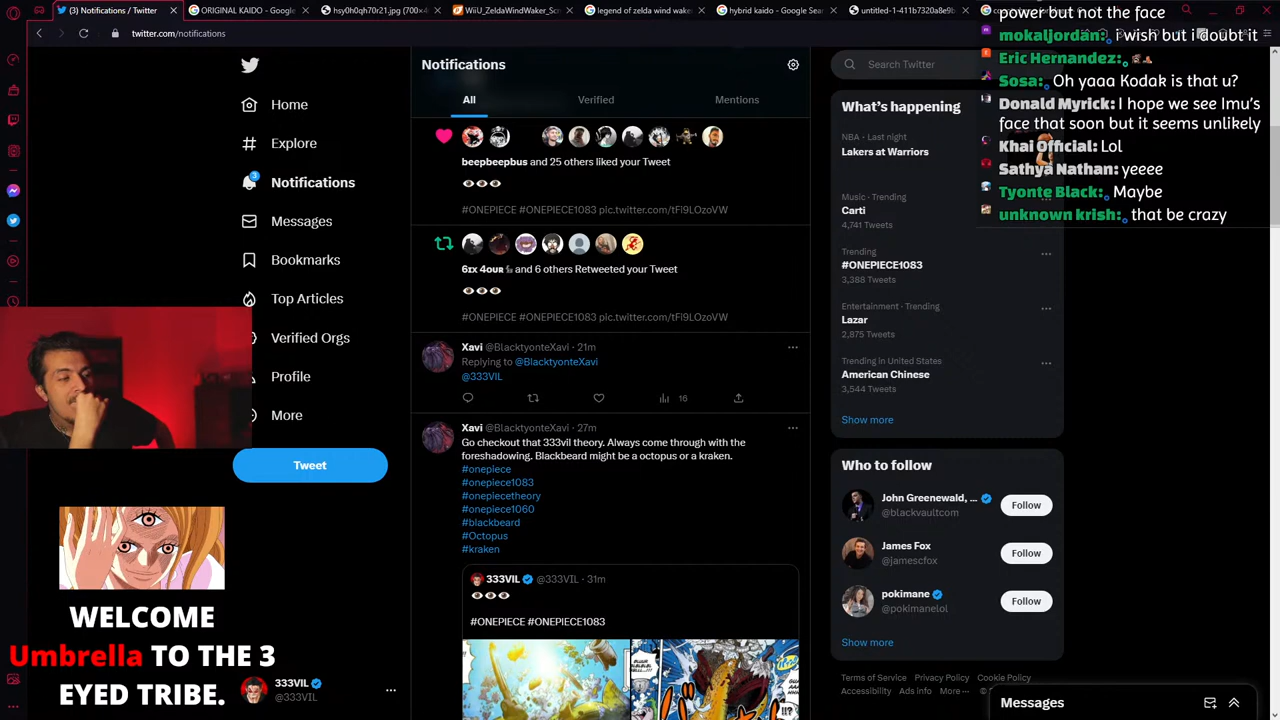 (3) Notifications / Twitter
ORIGINAL KAIDO - Google
hsy0h0qh70r21.jpg (700×4
WiiU_ZeldaWindWaker_Scr
legend of zelda wind wake
hybrid kaido - Google Sea
untitled-1-411b7320a8e9b
twitter.com/notifications
Home
Explore
3
Notifications
Messages
Bookmarks
Top Articles
Verified Orgs
Profile
More
Tweet
WELCOME
Umbrella TO THE 3
EYED TRIBE.
333VIL
@333VIL
Notifications
All
Verified
Mentions
beepbeepbus and 25 others liked your Tweet
#ONEPIECE #ONEPIECE1083 pic.twitter.com/tFl9LOzoVW
and 6 others Retweeted your Tweet
#ONEPIECE #ONEPIECE1083 pic.twitter.com/tFl9LOzoVW
Xavi @BlacktyonteXavi · 21m
Replying to @BlacktyonteXavi
@333VIL
16
Xavi @BlacktyonteXavi · 27m
Go checkout that 333vil theory. Always come through with the
foreshadowing. Blackbeard might be a octopus or a kraken.
#onepiece
#onepiece1083
#onepiecetheory
#onepiece1060
#blackbeard
#Octopus
#kraken
333VIL @333VIL · 31m
#ONEPIECE #ONEPIECE1083
Search Twitter
What's happening
NBA · Last night
Lakers at Warriors
Music · Trending
Carti
4,741 Tweets
Trending
#ONEPIECE1083
3,388 Tweets
Entertainment · Trending
Lazar
2,875 Tweets
Trending in United States
American Chinese
3,544 Tweets
Show more
Who to follow
John Greenewald, ...
@blackvaultcom
Follow
James Fox
@jamescfox
Follow
pokimane
@pokimanelol
Follow
Show more
Terms of Service Privacy Policy Cookie Policy
Accessibility Ads info More ···
Messages
power but not the face
mokaljordan: i wish but i doubt it
Eric Hernandez:
Sosa: Oh yaaa Kodak is that u?
Donald Myrick: I hope we see Imu's
face that soon but it seems unlikely
Khai Official: Lol
Sathya Nathan: yeeee
Tyonte Black: Maybe
unknown krish: that be crazy